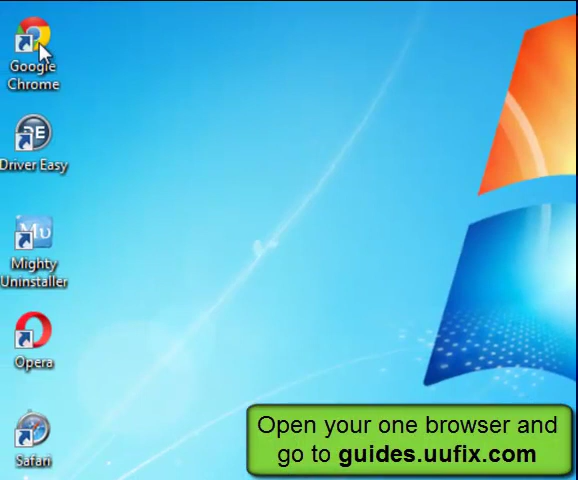 Google
Chrome
Driver Easy
Mighty
Uninstaller
Opera
Safari
Open your one browser and
go to guides.uufix.com